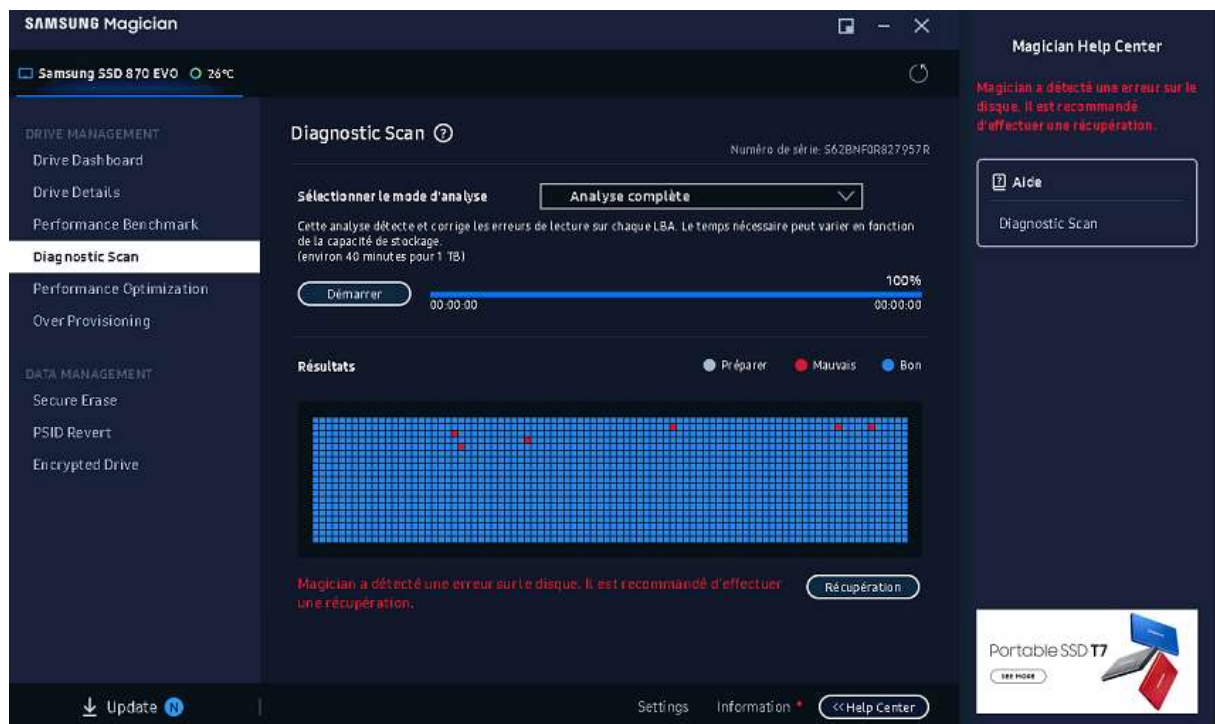 SAMSUNG Magician
Samsung SSD 870 EVO 26°C
DRIVE MANAGEMENT
Drive Dashboard
Drive Details
Performance Benchmark
Diagnostic Scan
Performance Optimization
Over Provisioning
DATA MANAGEMENT
Secure Erase
PSID Revert
Encrypted Drive
Update N
Diagnostic Scan ?
Numéro de série: S62BNF0R827957R
Sélectionner le mode d'analyse Analyse complète
Cette analyse détecte et corrige les erreurs de lecture sur chaque LBA. Le temps nécessaire peut varier en fonction
de la capacité de stockage.
(environ 40 minutes pour 1 TB)
100%
Démarrer
00:00:00 00:00:00
Résultats Préparer Mauvais Bon
Magician a détecté une erreur sur le disque. Il est recommandé d'effectuer
une récupération.
Récupération
Settings Information <<Help Center
Magician Help Center
Magician a détecté une erreur sur le
disque. Il est recommandé
d'effectuer une récupération.
? Aide
Diagnostic Scan
Portable SSD T7
SEE MORE